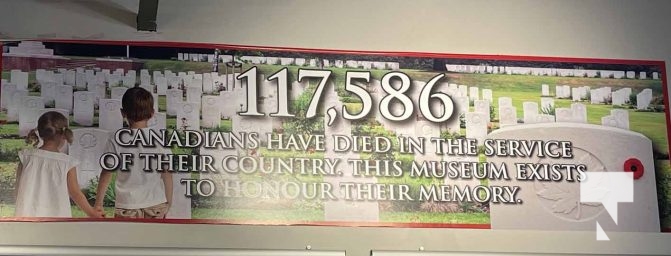 117,586
CANADIANS HAVE DIED IN THE SERVICE
OF THEIR COUNTRY. THIS MUSEUM EXISTS
TO HONOUR THEIR MEMORY.